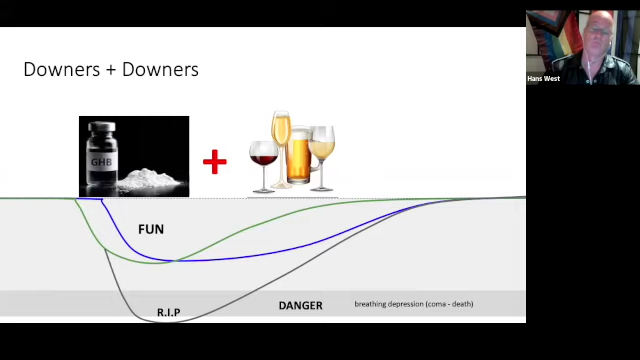 Downers + Downers
Hans West
GHB
FUN
R.I.P
DANGER
breathing depression (coma - death)